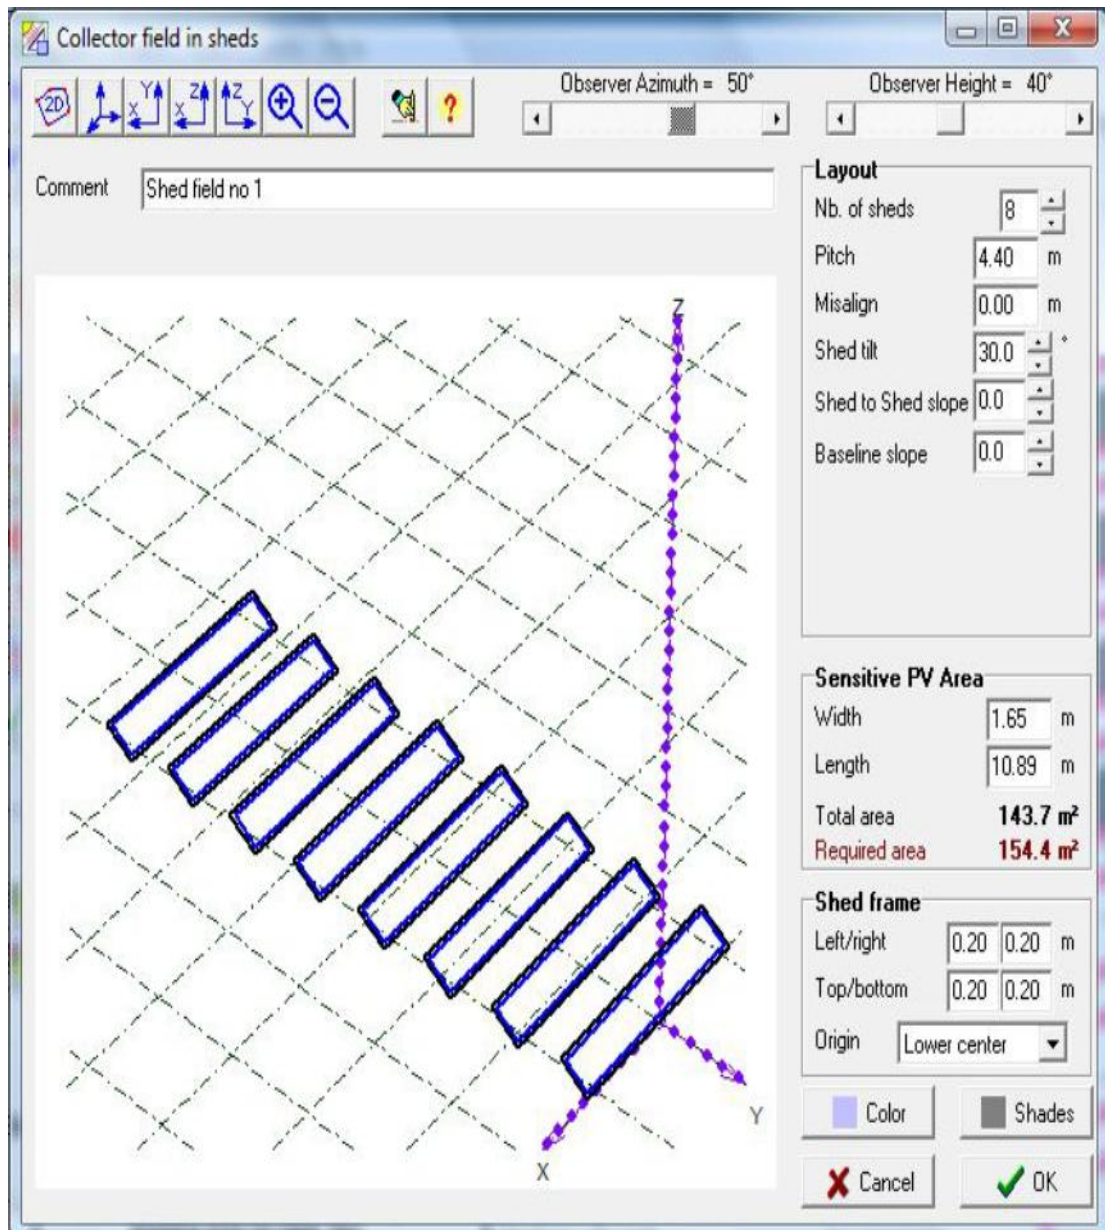 Collector field in sheds
2D
Y
X
Z
X
Z
Y
?
Observer Azimuth = 50°
Observer Height = 40°
Comment Shed field no 1
Layout
Nb. of sheds 8
Pitch 4.40 m
Misalign 0.00 m
Shed tilt 30.0 °
Shed to Shed slope 0.0
Baseline slope 0.0
Z
Y
X
Sensitive PV Area
Width 1.65 m
Length 10.89 m
Total area 143.7 m²
Required area 154.4 m²
Shed frame
Left/right 0.20 0.20 m
Top/bottom 0.20 0.20 m
Origin Lower center
Color Shades
Cancel OK